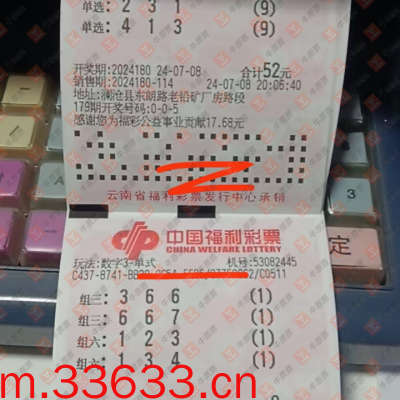 单选: 2 3 1 (9)
单选: 4 1 3 (9)
开奖期:2024180 24-07-08 合计52元
销售期:2024180-114 24-07-08 20:06:40
地址:澜沧县东朗路老铅矿厂房路段
179期开奖号码:0-0-5
感谢您为福彩公益事业贡献17.68元
云南省福利彩票发行中心承销
中国福利彩票
CHINA WELFARE LOTTERY
玩法:数字3-单式 机号:53082445
C437-8741-
/C0511
组三: 3 6 6 (1)
组三: 6 6 7 (1)
组六: 1 2 3 (1)
组六: 1 3 4 (1)
定
3
m.33633.cn